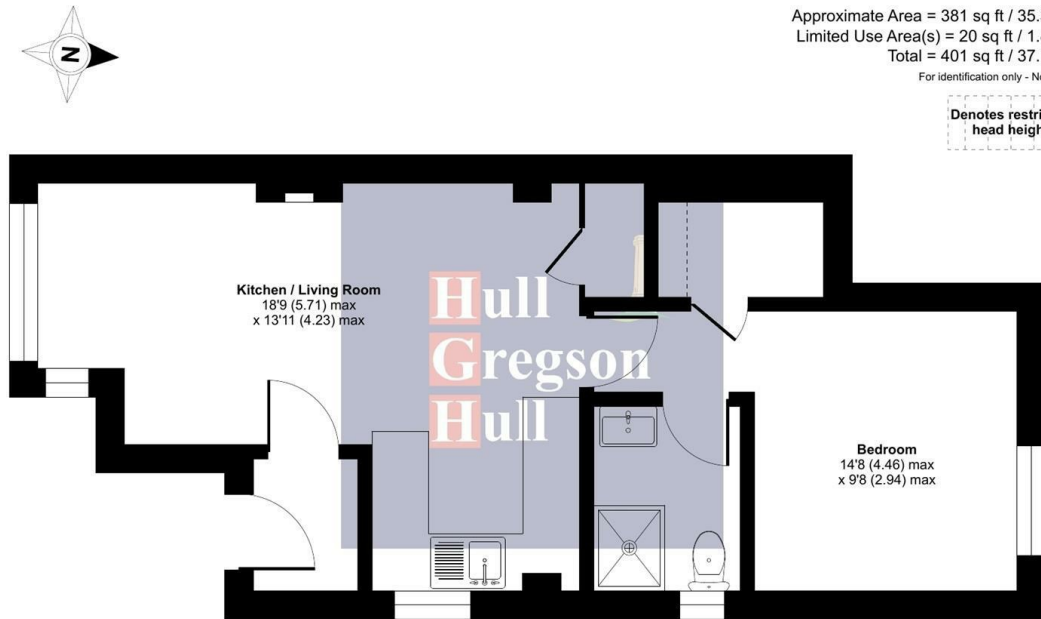 N
Approximate Area = 381 sq ft / 35.
Limited Use Area(s) = 20 sq ft / 1.
Total = 401 sq ft / 37.
For identification only -
Denotes
head
Kitchen / Living Room
18'9 (5.71) max
x 13'11 (4.23) max
Hull
Gregson
Hull
Bedroom
14'8 (4.46) max
x 9'8 (2.94) max